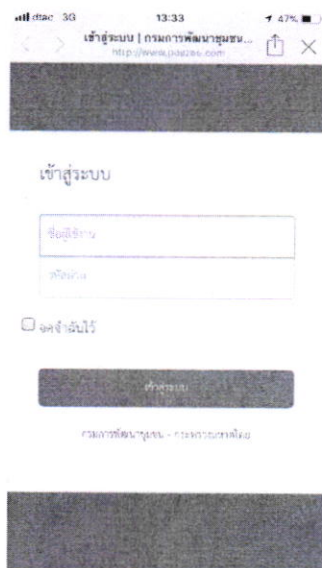 dtac 3G 13:33 47%
เข้าสู่ระบบ | กรมการพัฒนาชุมชน...
เข้าสู่ระบบ
ชื่อผู้ใช้งาน
รหัสผ่าน
จดจำฉันไว้
เข้าสู่ระบบ
กรมการพัฒนาชุมชน - กระทรวงมหาดไทย